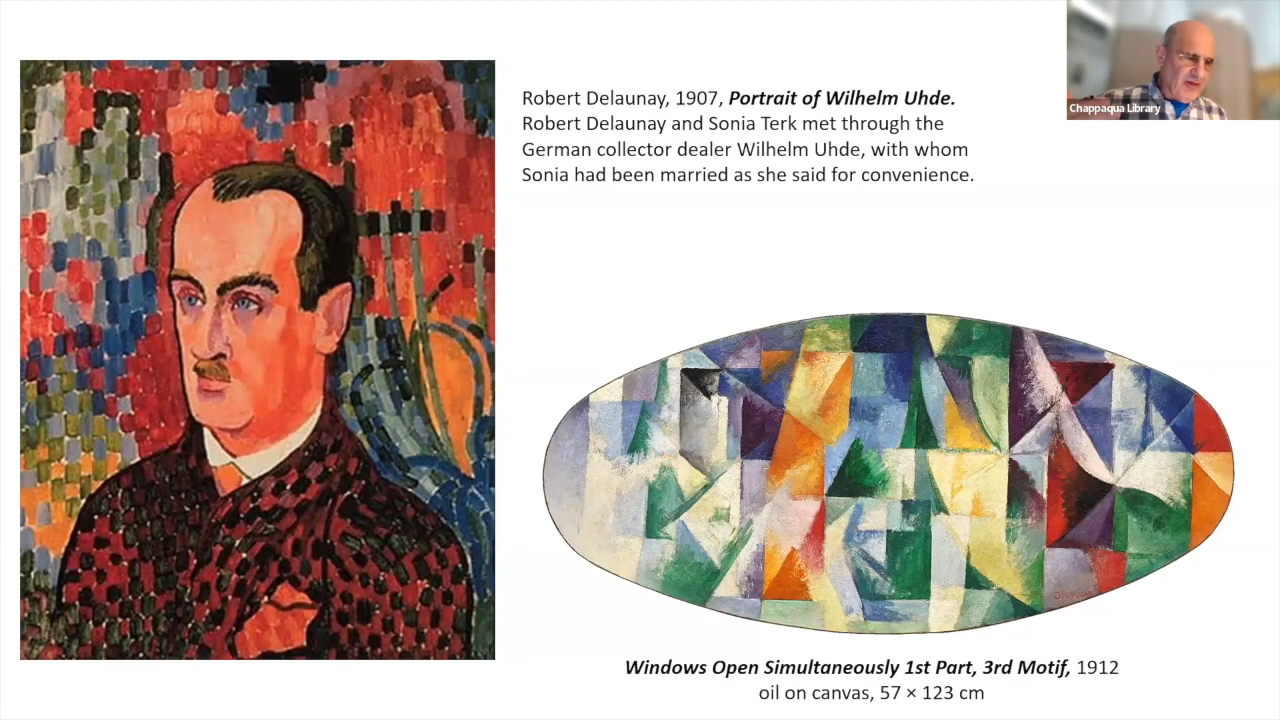 Chappaqua Library
Robert Delaunay, 1907, Portrait of Wilhelm Uhde.
Robert Delaunay and Sonia Terk met through the
German collector dealer Wilhelm Uhde, with whom
Sonia had been married as she said for convenience.
Windows Open Simultaneously 1st Part, 3rd Motif, 1912
oil on canvas, 57 × 123 cm